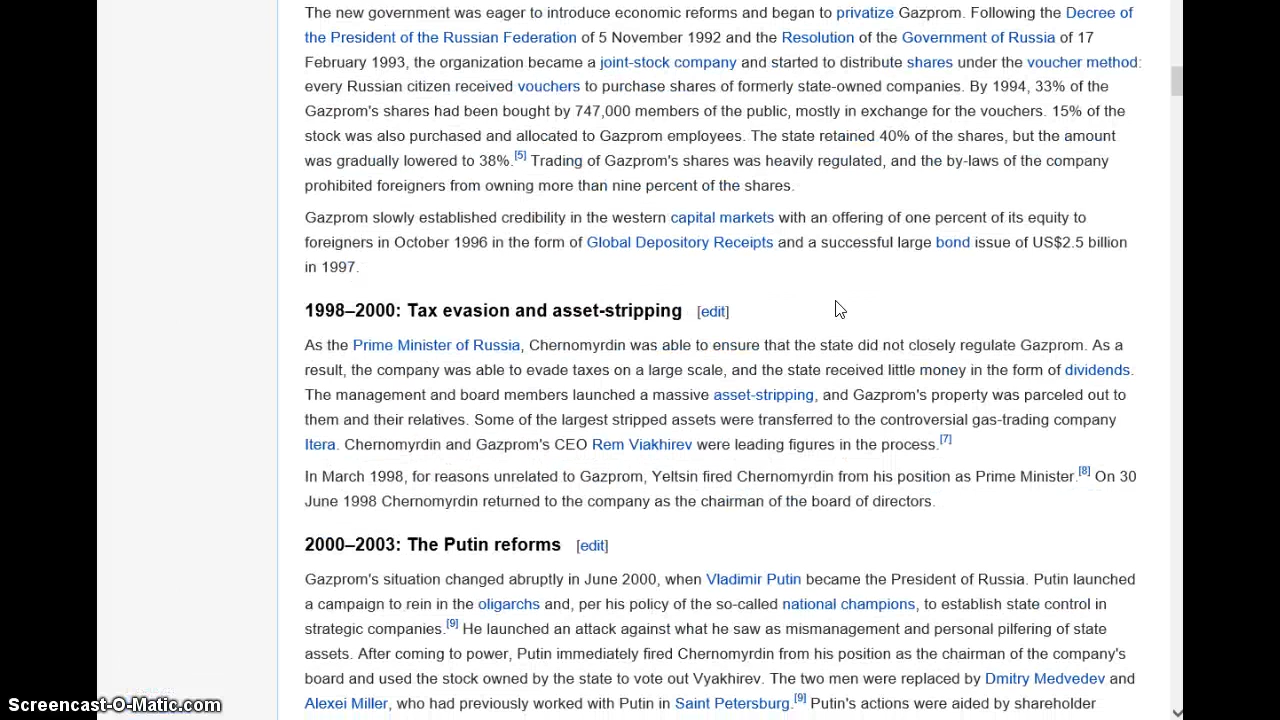 The new government was eager to introduce economic reforms and began to privatize Gazprom. Following the Decree of
the President of the Russian Federation of 5 November 1992 and the Resolution of the Government of Russia of 17
February 1993, the organization became a joint-stock company and started to distribute shares under the voucher method:
every Russian citizen received vouchers to purchase shares of formerly state-owned companies. By 1994, 33% of the
Gazprom's shares had been bought by 747,000 members of the public, mostly in exchange for the vouchers. 15% of the
stock was also purchased and allocated to Gazprom employees. The state retained 40% of the shares, but the amount
was gradually lowered to 38%.[5] Trading of Gazprom's shares was heavily regulated, and the by-laws of the company
prohibited foreigners from owning more than nine percent of the shares.
Gazprom slowly established credibility in the western capital markets with an offering of one percent of its equity to
foreigners in October 1996 in the form of Global Depository Receipts and a successful large bond issue of US$2.5 billion
in 1997.
1998–2000: Tax evasion and asset-stripping [edit]
As the Prime Minister of Russia, Chernomyrdin was able to ensure that the state did not closely regulate Gazprom. As a
result, the company was able to evade taxes on a large scale, and the state received little money in the form of dividends.
The management and board members launched a massive asset-stripping, and Gazprom's property was parceled out to
them and their relatives. Some of the largest stripped assets were transferred to the controversial gas-trading company
Itera. Chernomyrdin and Gazprom's CEO Rem Viakhirev were leading figures in the process.[7]
In March 1998, for reasons unrelated to Gazprom, Yeltsin fired Chernomyrdin from his position as Prime Minister.[8] On 30
June 1998 Chernomyrdin returned to the company as the chairman of the board of directors.
2000–2003: The Putin reforms [edit]
Gazprom's situation changed abruptly in June 2000, when Vladimir Putin became the President of Russia. Putin launched
a campaign to rein in the oligarchs and, per his policy of the so-called national champions, to establish state control in
strategic companies.[9] He launched an attack against what he saw as mismanagement and personal pilfering of state
assets. After coming to power, Putin immediately fired Chernomyrdin from his position as the chairman of the company's
board and used the stock owned by the state to vote out Vyakhirev. The two men were replaced by Dmitry Medvedev and
Alexei Miller, who had previously worked with Putin in Saint Petersburg.[9] Putin's actions were aided by shareholder
Screencast-O-Matic.com